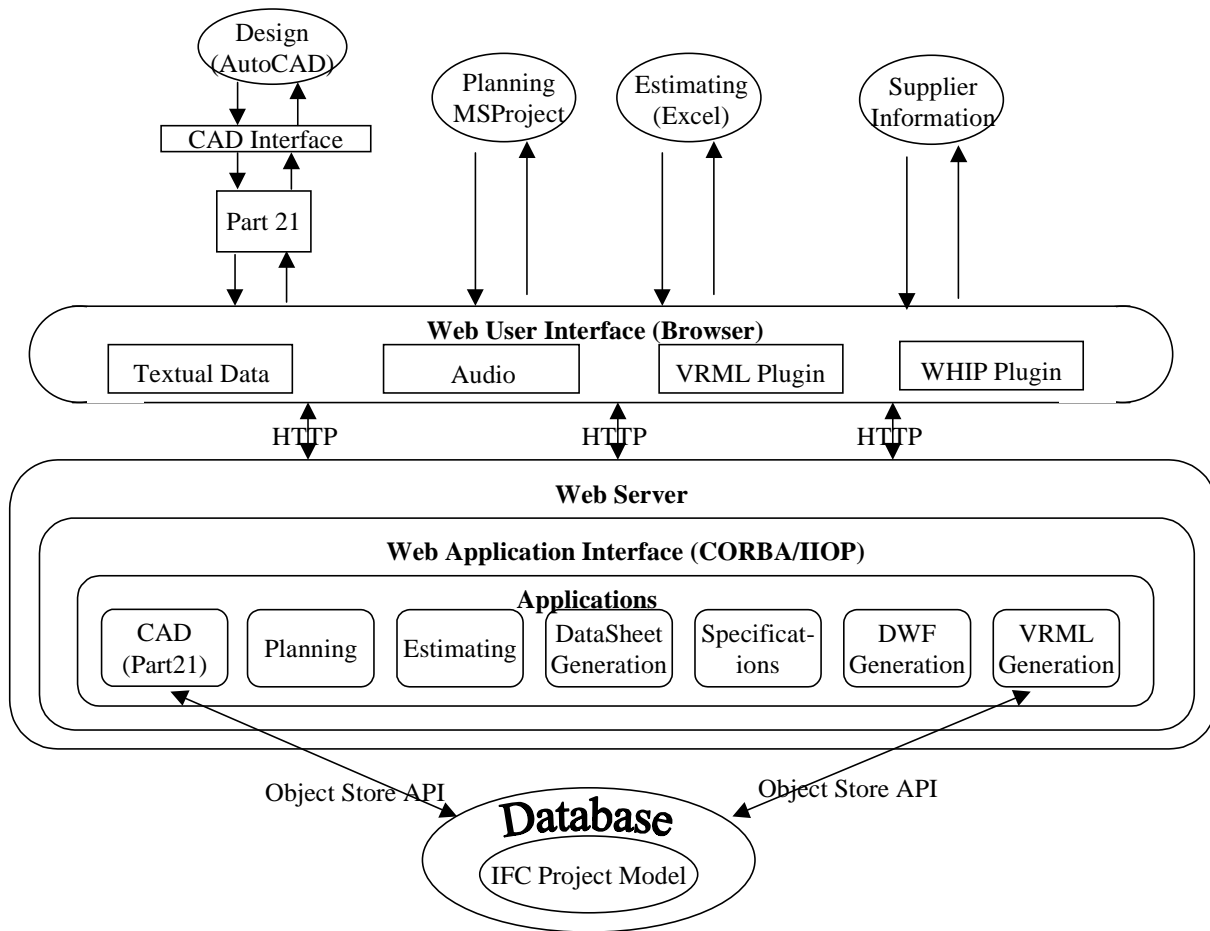 Design
(AutoCAD)
Planning
MSProject
Estimating
(Excel)
Supplier
Information
CAD Interface
Part 21
Web User Interface (Browser)
Textual Data
Audio
VRML Plugin
WHIP Plugin
HTTP
HTTP
HTTP
Web Server
Web Application Interface (CORBA/IIOP)
Applications
CAD
(Part21)
Planning
Estimating
DataSheet
Generation
Specificat-
ions
DWF
Generation
VRML
Generation
Object Store API
Object Store API
Database
IFC Project Model